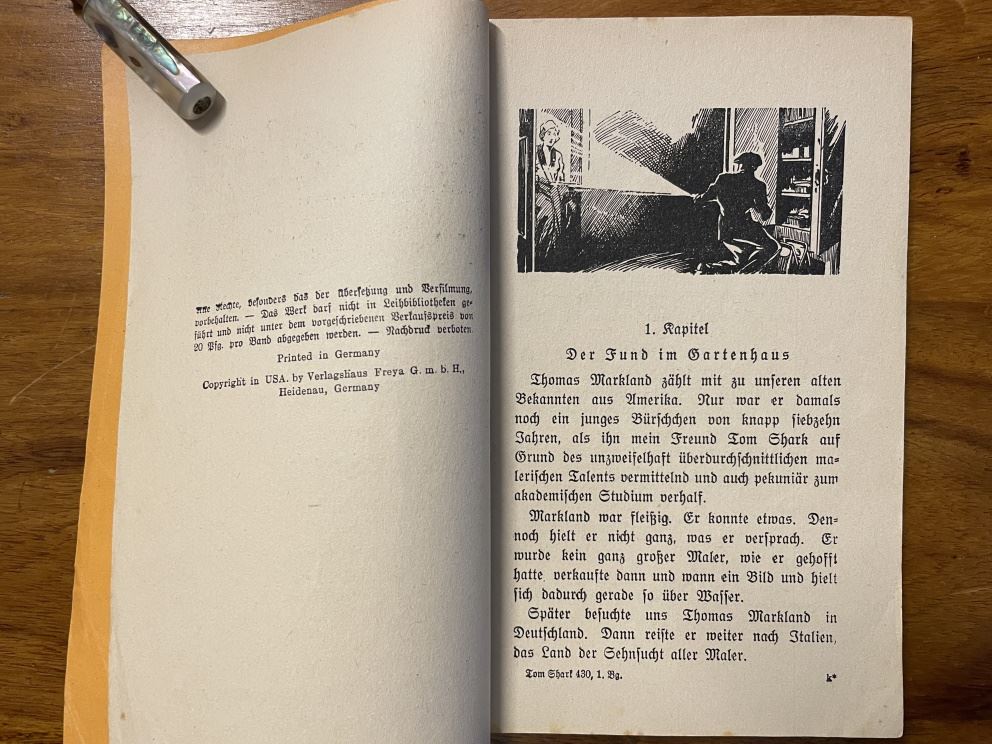 Alle Rechte, besonders das der Übersetzung und Verfilmung,
vorbehalten. — Das Werk darf nicht in Leihbibliotheken ge-
führt und nicht unter dem vorgeschriebenen Verkaufspreis von
20 Pfg. pro Band abgegeben werden. — Nachdruck verboten.
Printed in Germany
Copyright in USA. by Verlagshaus Freya G. m. b. H.,
Heidenau, Germany
1. Kapitel
Der Fund im Gartenhaus
Thomas Markland zählt mit zu unseren alten
Bekannten aus Amerika. Nur war er damals
noch ein junges Bürschchen von knapp siebzehn
Jahren, als ihn mein Freund Tom Shark auf
Grund des unzweifelhaft überdurchschnittlichen ma-
lerischen Talents vermittelnd und auch pekuniär zum
akademischen Studium verhalf.
Markland war fleißig. Er konnte etwas. Den-
noch hielt er nicht ganz, was er versprach. Er
wurde kein ganz großer Maler, wie er gehofft
hatte, verkaufte dann und wann ein Bild und hielt
sich dadurch gerade so über Wasser.
Später besuchte uns Thomas Markland in
Deutschland. Dann reiste er weiter nach Italien,
das Land der Sehnsucht aller Maler.
Tom Shark 430, 1. Bg.
k*